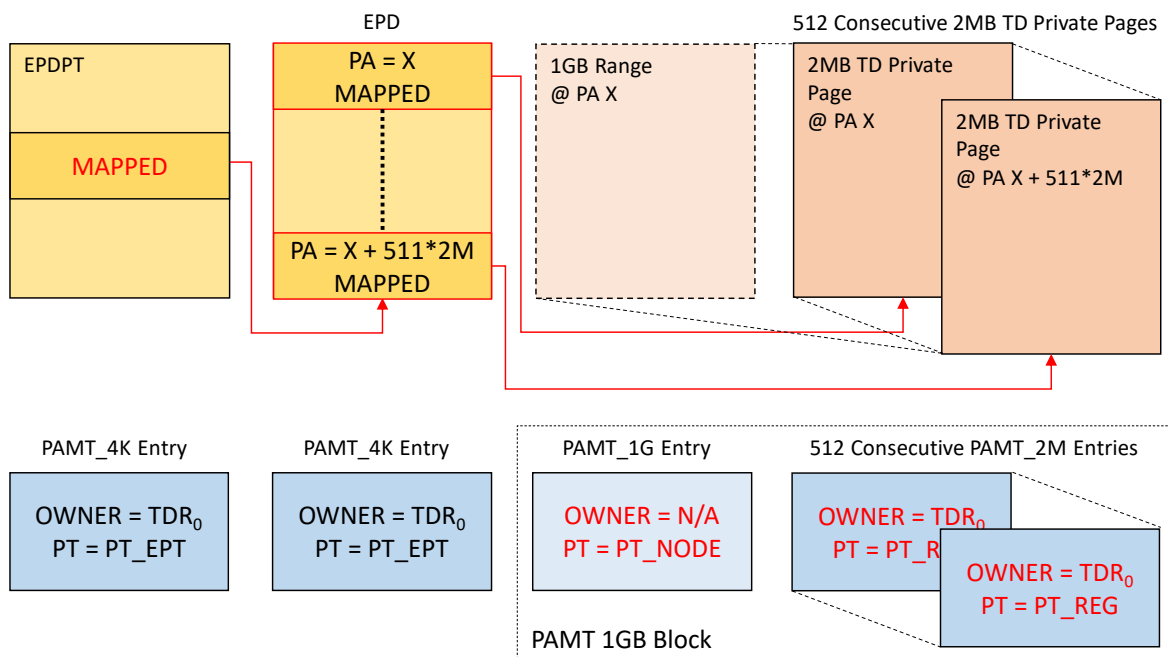 EPD
512 Consecutive 2MB TD Private Pages
EPDPT
MAPPED
PA = X
MAPPED
PA = X + 511*2M
MAPPED
1GB Range
@ PA X
2MB TD Private
Page
@ PA X
2MB TD Private
Page
@ PA X + 511*2M
PAMT_4K Entry
PAMT_4K Entry
PAMT_1G Entry
512 Consecutive PAMT_2M Entries
OWNER = TDR₀
PT = PT_EPT
OWNER = TDR₀
PT = PT_EPT
OWNER = N/A
PT = PT_NODE
OWNER = TDR₀
PT =
OWNER = TDR₀
PT = PT_REG
PAMT 1GB Block